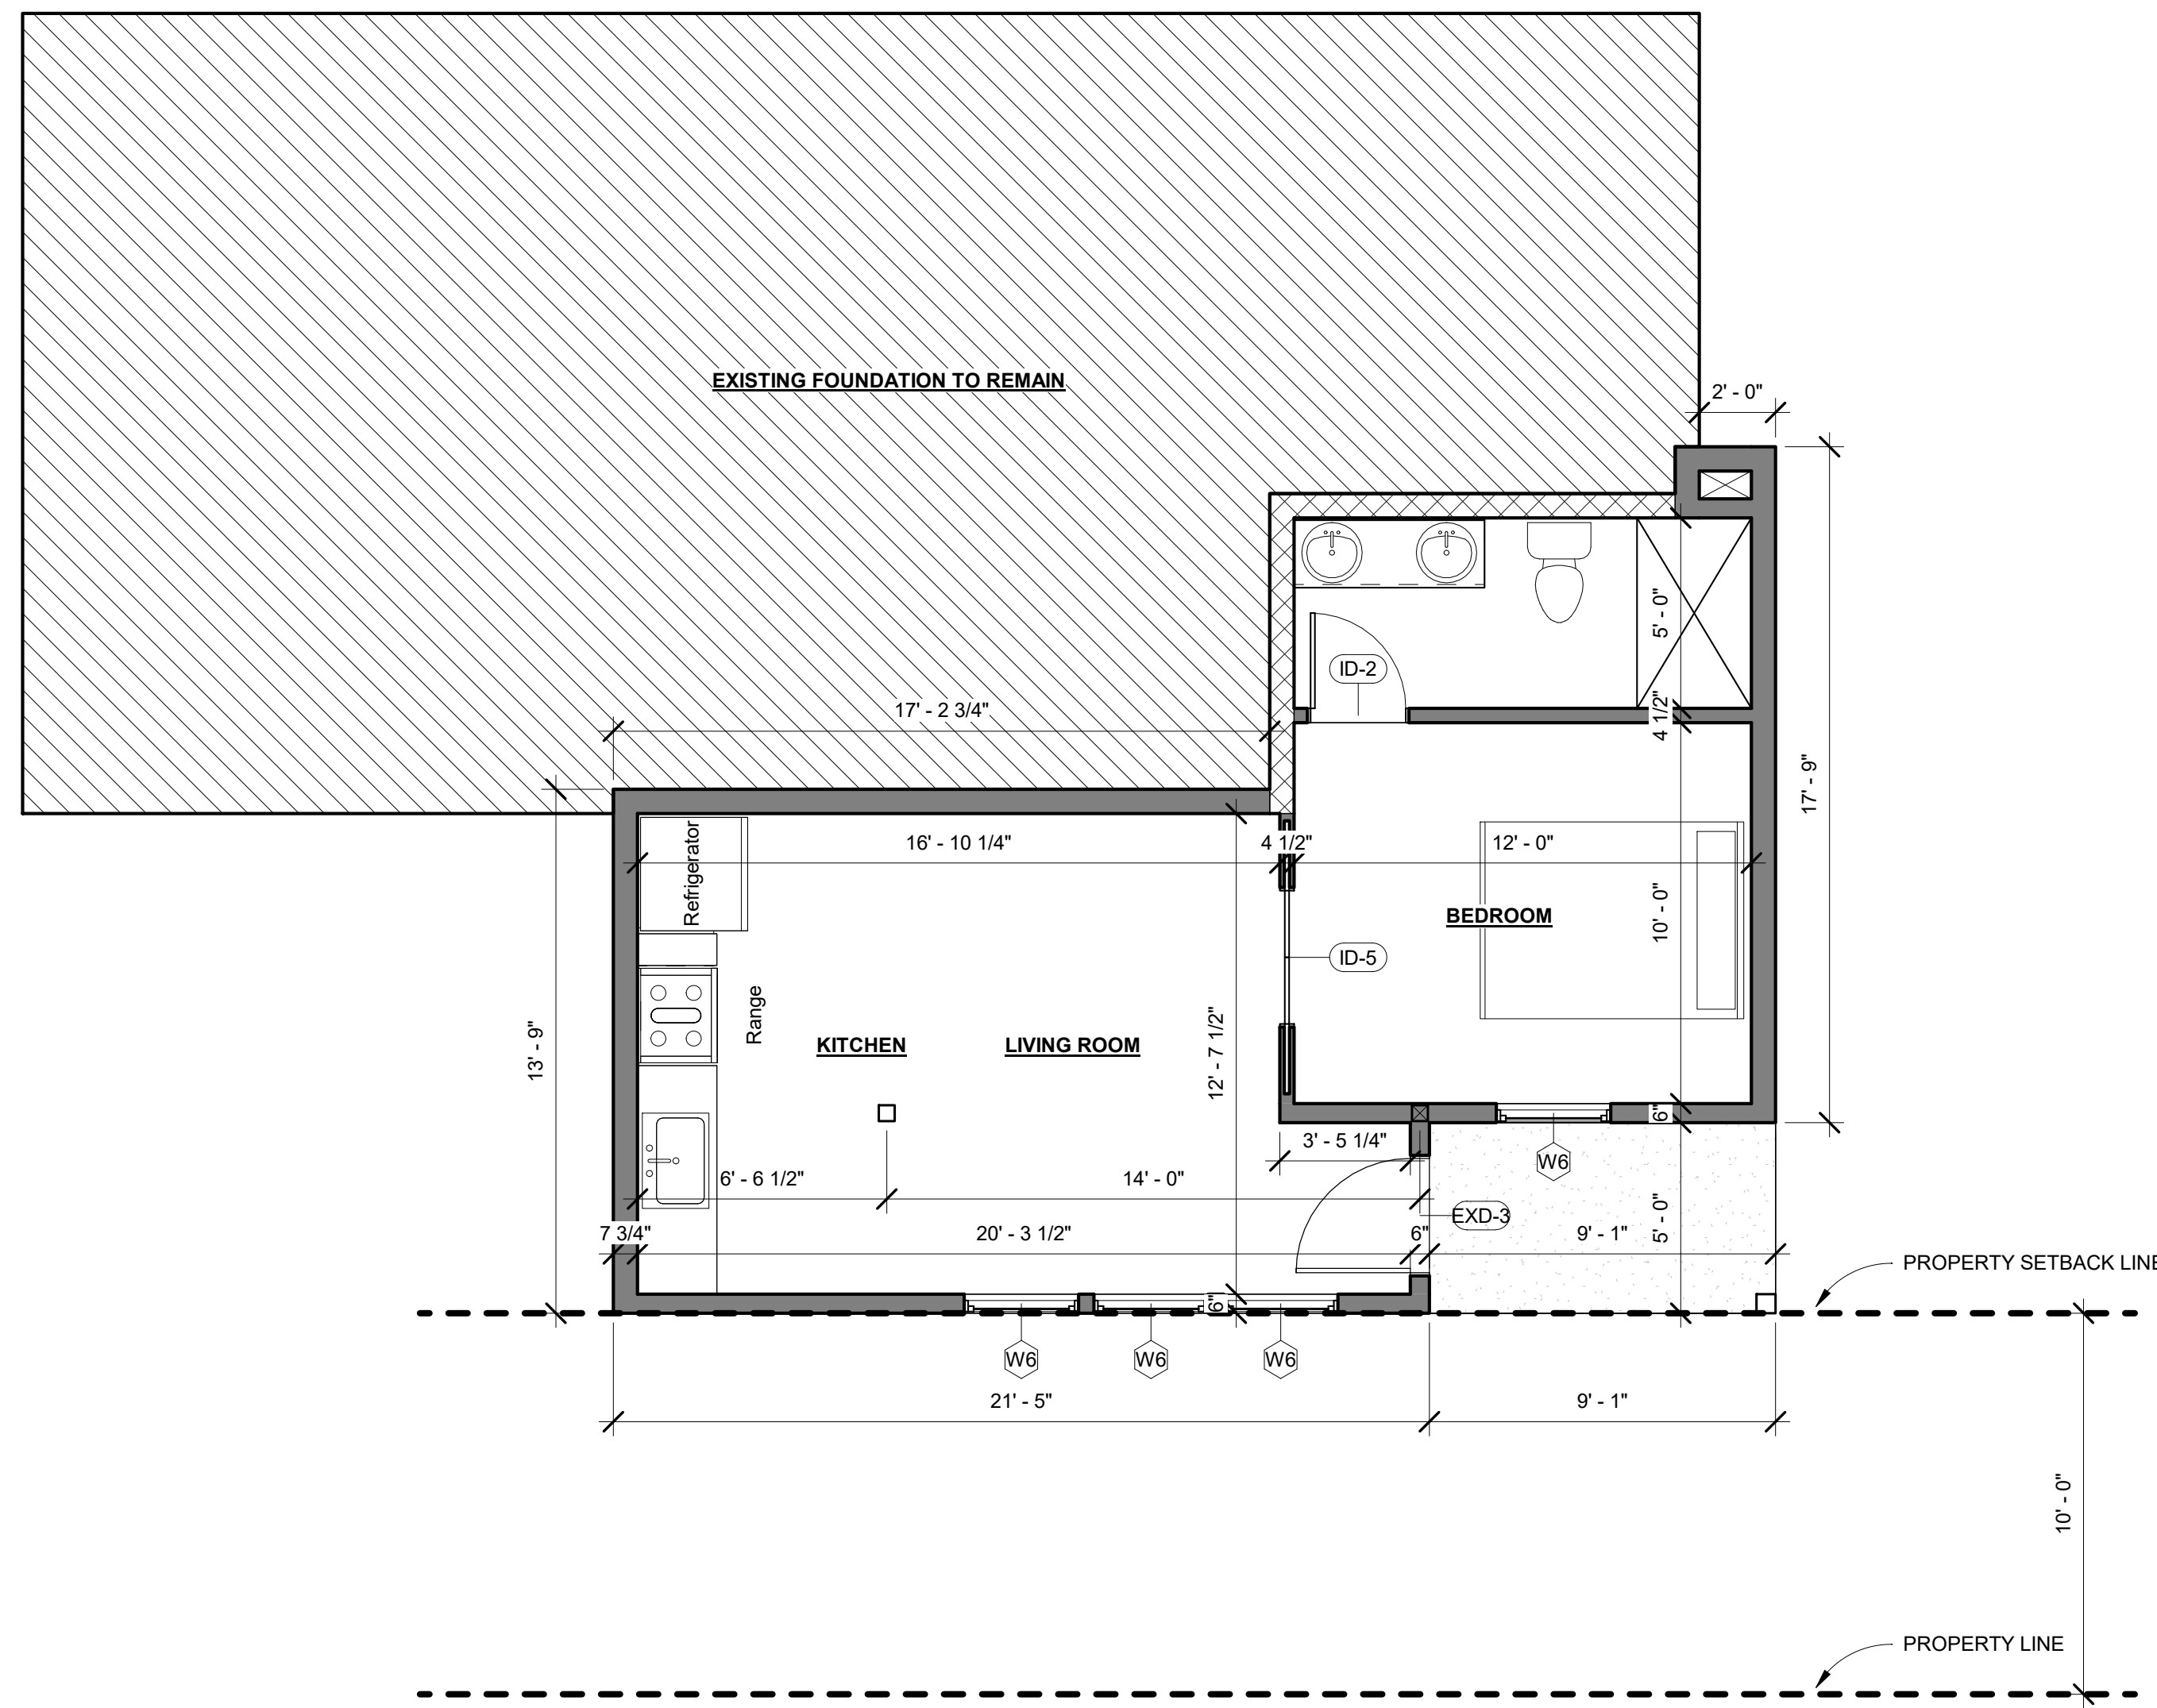 EXISTING FOUNDATION TO REMAIN
2' - 0"
5' - 0"
ID-2
4 1/2"
17' - 2 3/4"
17' - 9"
Refrigerator
16' - 10 1/4"
4 1/2"
12' - 0"
BEDROOM
10' - 0"
ID-5
Range
KITCHEN
LIVING ROOM
13' - 9"
12' - 7 1/2"
6"
3' - 5 1/4"
W6
6' - 6 1/2"
14' - 0"
EXD-3
5' - 0"
7 3/4"
20' - 3 1/2"
6"
9' - 1"
PROPERTY SETBACK LINE
6"
W6
W6
W6
21' - 5"
9' - 1"
10' - 0"
PROPERTY LINE